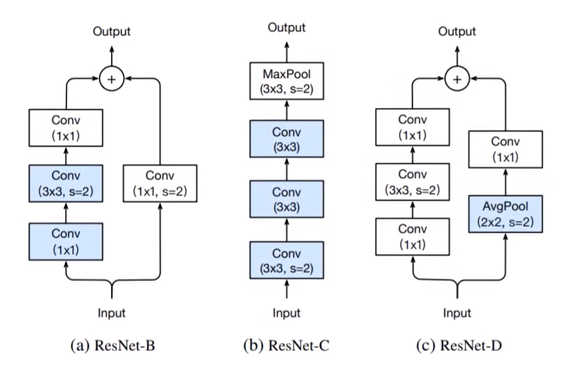 Output
+
Conv
(1x1)
Conv
(3x3, s=2)
Conv
(1x1)
Conv
(1x1, s=2)
Input
(a) ResNet-B
Output
MaxPool
(3x3, s=2)
Conv
(3x3)
Conv
(3x3)
Conv
(3x3, s=2)
Input
(b) ResNet-C
Output
+
Conv
(1x1)
Conv
(3x3, s=2)
Conv
(1x1)
Conv
(1x1)
AvgPool
(2x2, s=2)
Input
(c) ResNet-D